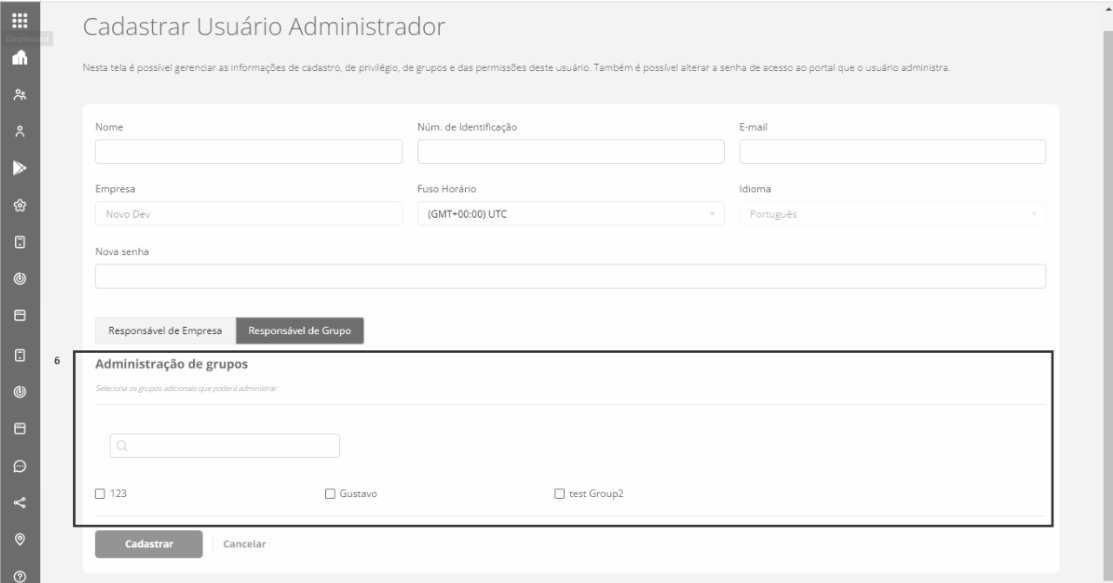 Dashboard
Cadastrar Usuário Administrador
Nesta tela é possível gerenciar as informações de cadastro, de privilégio, de grupos e das permissões deste usuário. Também é possível alterar a senha de acesso ao portal que o usuário administra.
Nome Núm. de Identificação E-mail
Empresa Fuso Horário Idioma
Novo Dev (GMT+00:00) UTC Português
Nova senha
Responsável de Empresa Responsável de Grupo
6
Administração de grupos
Seleciona os grupos adicionais que poderá administrar
123 Gustavo test Group2
Cadastrar Cancelar